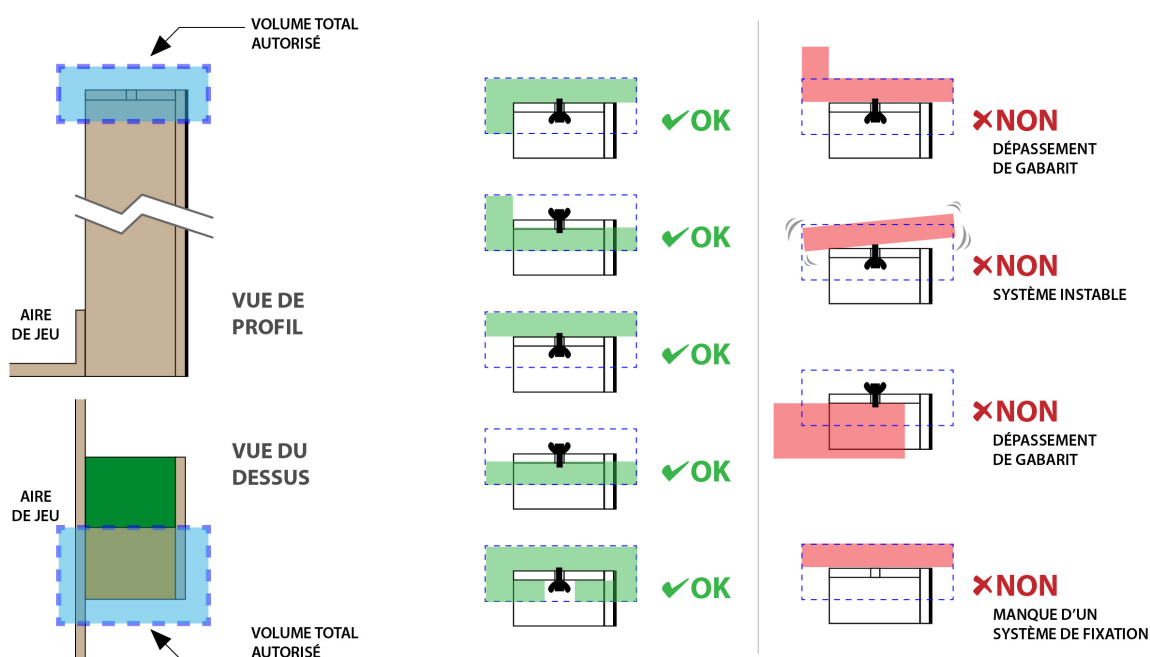 VOLUME TOTAL
AUTORISÉ
AIRE
DE JEU
VUE DE
PROFIL
VUE DU
DESSUS
AIRE
DE JEU
VOLUME TOTAL
AUTORISÉ
OK
OK
OK
OK
OK
NON
DÉPASSEMENT
DE GABARIT
NON
SYSTÈME INSTABLE
NON
DÉPASSEMENT
DE GABARIT
NON
MANQUE D'UN
SYSTÈME DE FIXATION